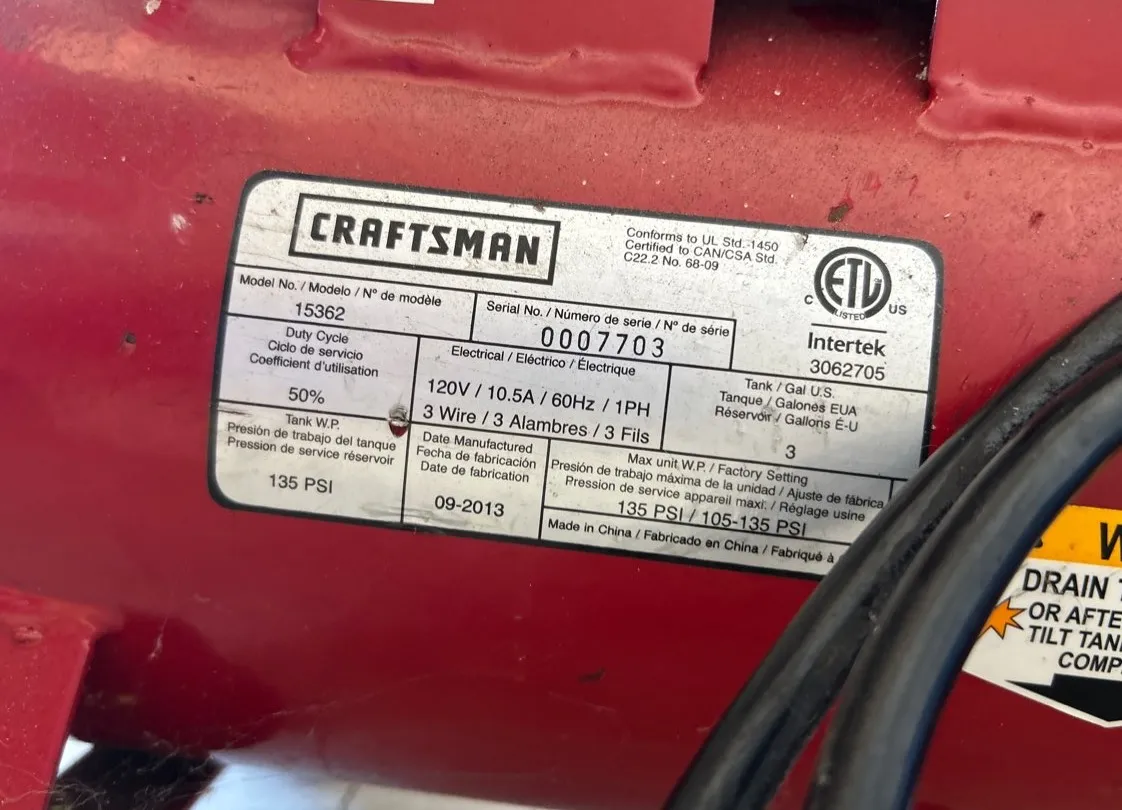 CRAFTSMAN
Conforms to UL Std.-1450
Certified to CAN/CSA Std.
C22.2 No. 68-09
C ETL US
LISTED
Intertek
3062705
Model No. / Modelo / N° de modèle
15362
Serial No. / Número de serie / N° de série
0007703
Duty Cycle
Ciclo de servicio
Coefficient d'utilisation
50%
Electrical / Eléctrico / Électrique
120V / 10.5A / 60Hz / 1PH
3 Wire / 3 Alambres / 3 Fils
Tank / Gal U.S.
Tanque / Galones EUA
Réservoir / Gallons É-U
3
Tank W.P.
Presión de trabajo del tanque
Pression de service réservoir
135 PSI
Date Manufactured
Fecha de fabricación
Date de fabrication
09-2013
Max unit W.P. / Factory Setting
Presión de trabajo máxima de la unidad / Ajuste de fábrica
Pression de service appareil maxi. / Réglage usine
135 PSI / 105-135 PSI
Made in China / Fabricado en China / Fabriqué à
W
DRAIN
OR AFTE
TILT TAN
COMP